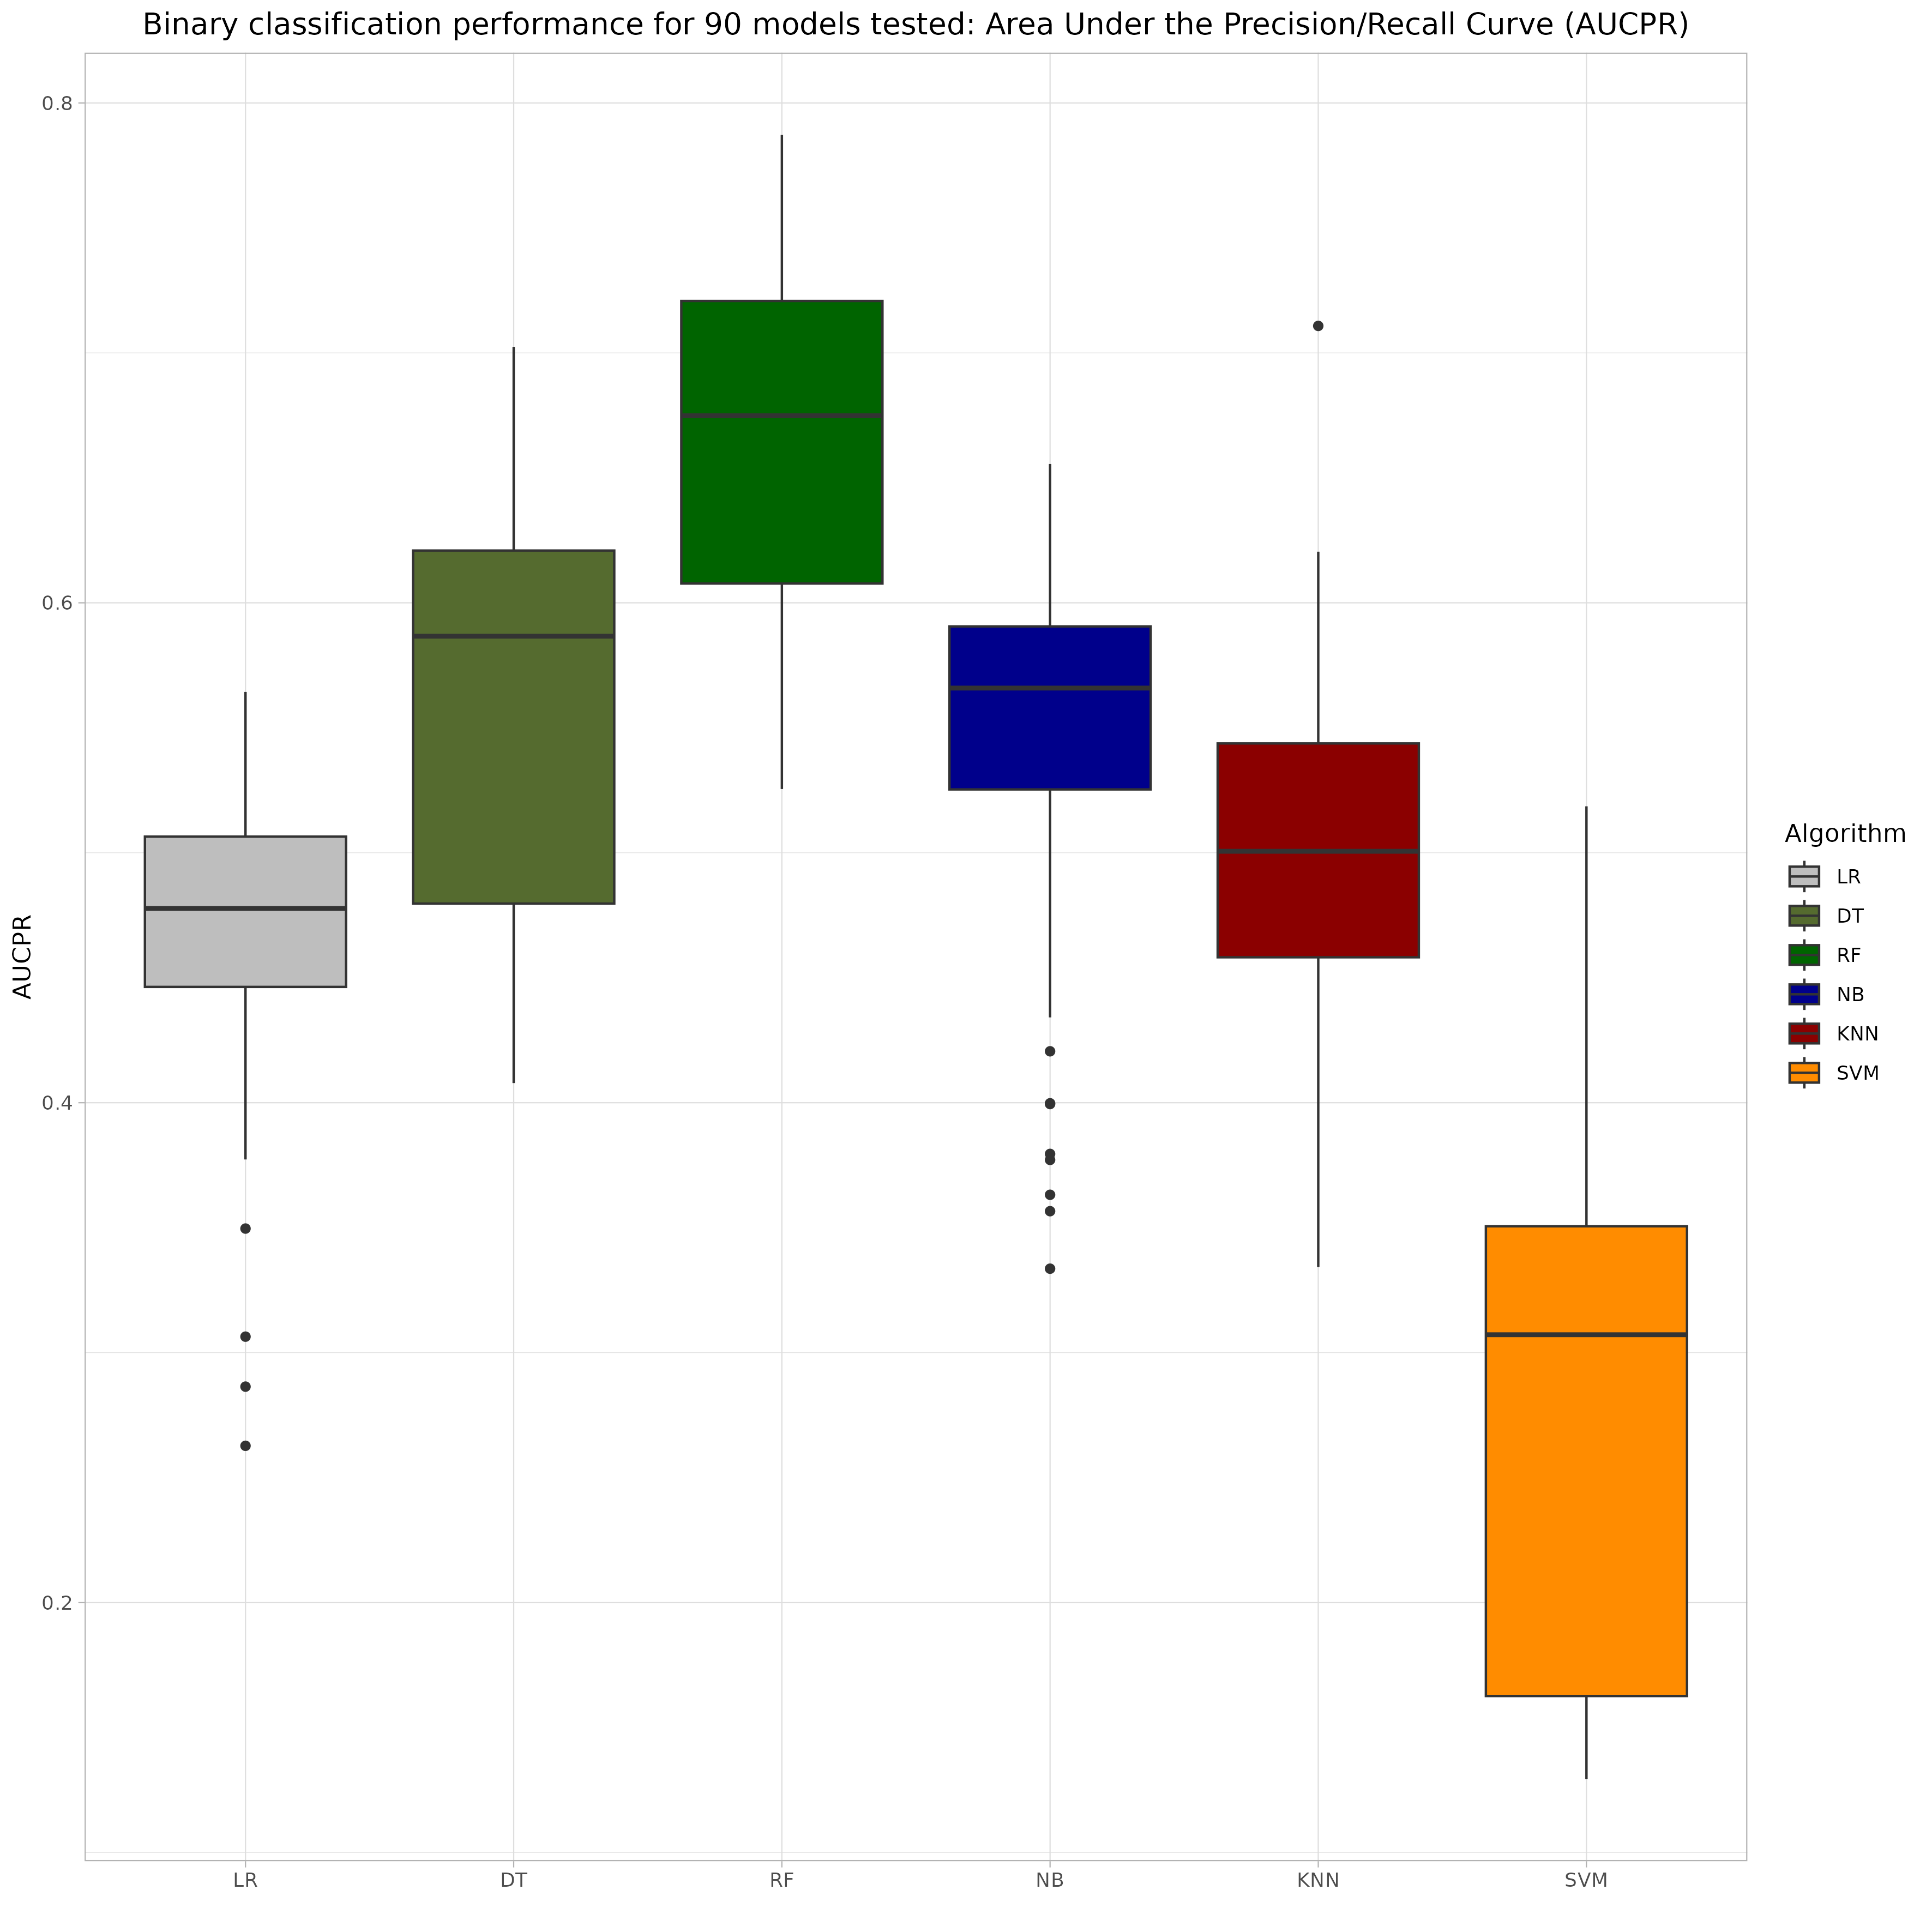 Binary classification performance for 90 models tested: Area Under the Precision/Recall Curve (AUCPR)
0.8
0.6
0.4
0.2
AUCPR
LR
DT
RF
NB
KNN
SVM
Algorithm
LR
DT
RF
NB
KNN
SVM